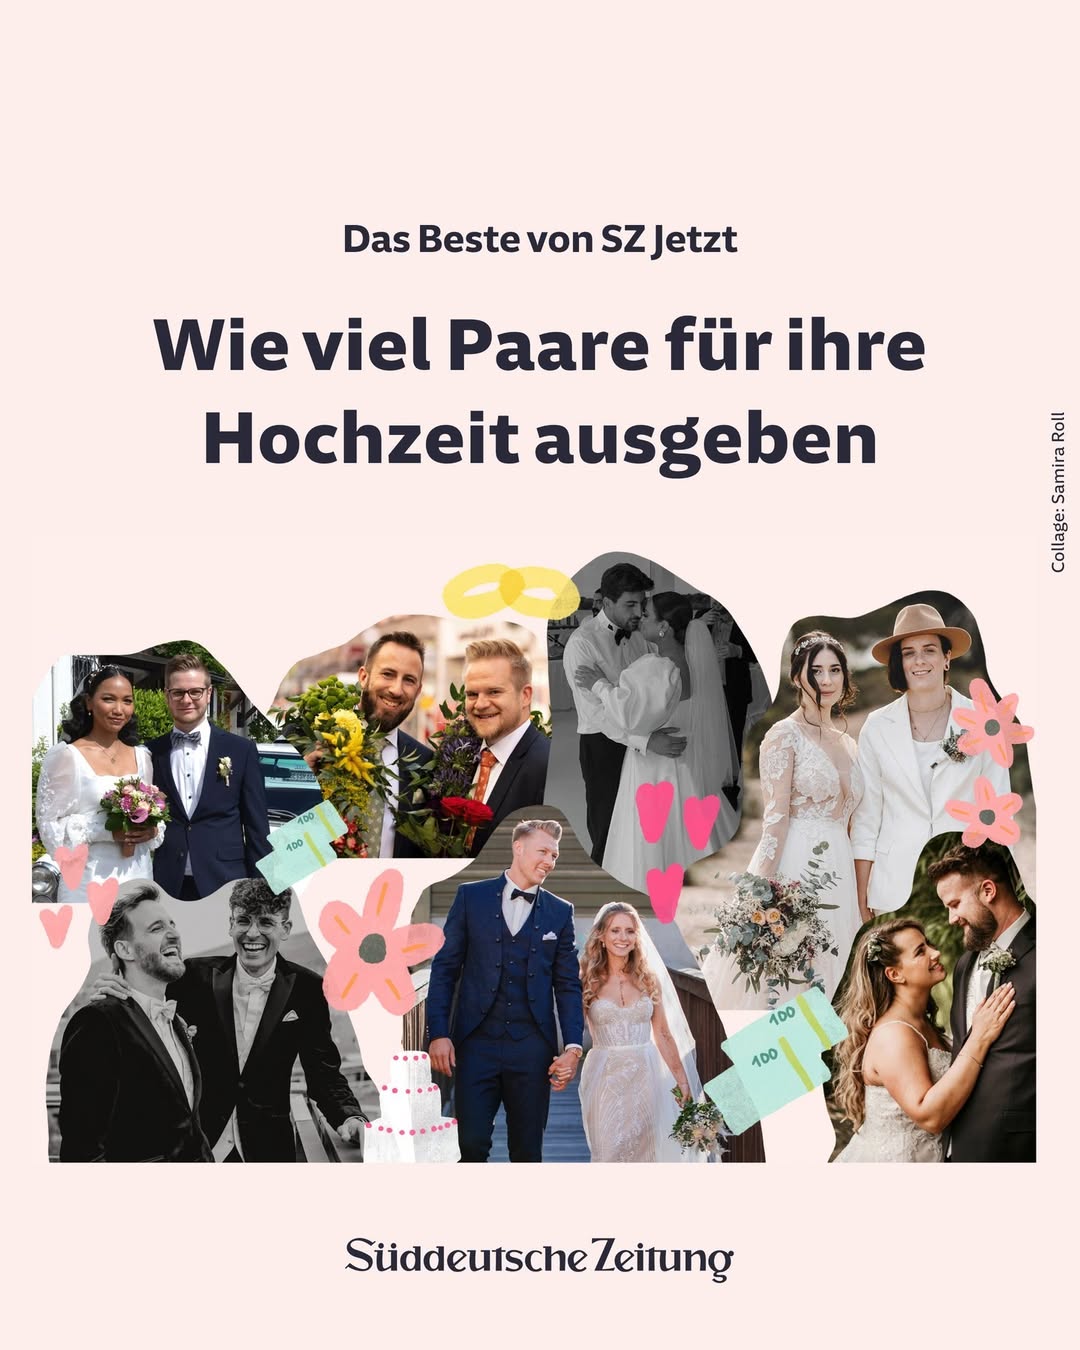 Das Beste von SZ Jetzt
Wie viel Paare für ihre
Hochzeit ausgeben
Collage: Samira Roll
100
100
100
100
Süddeutsche Zeitung